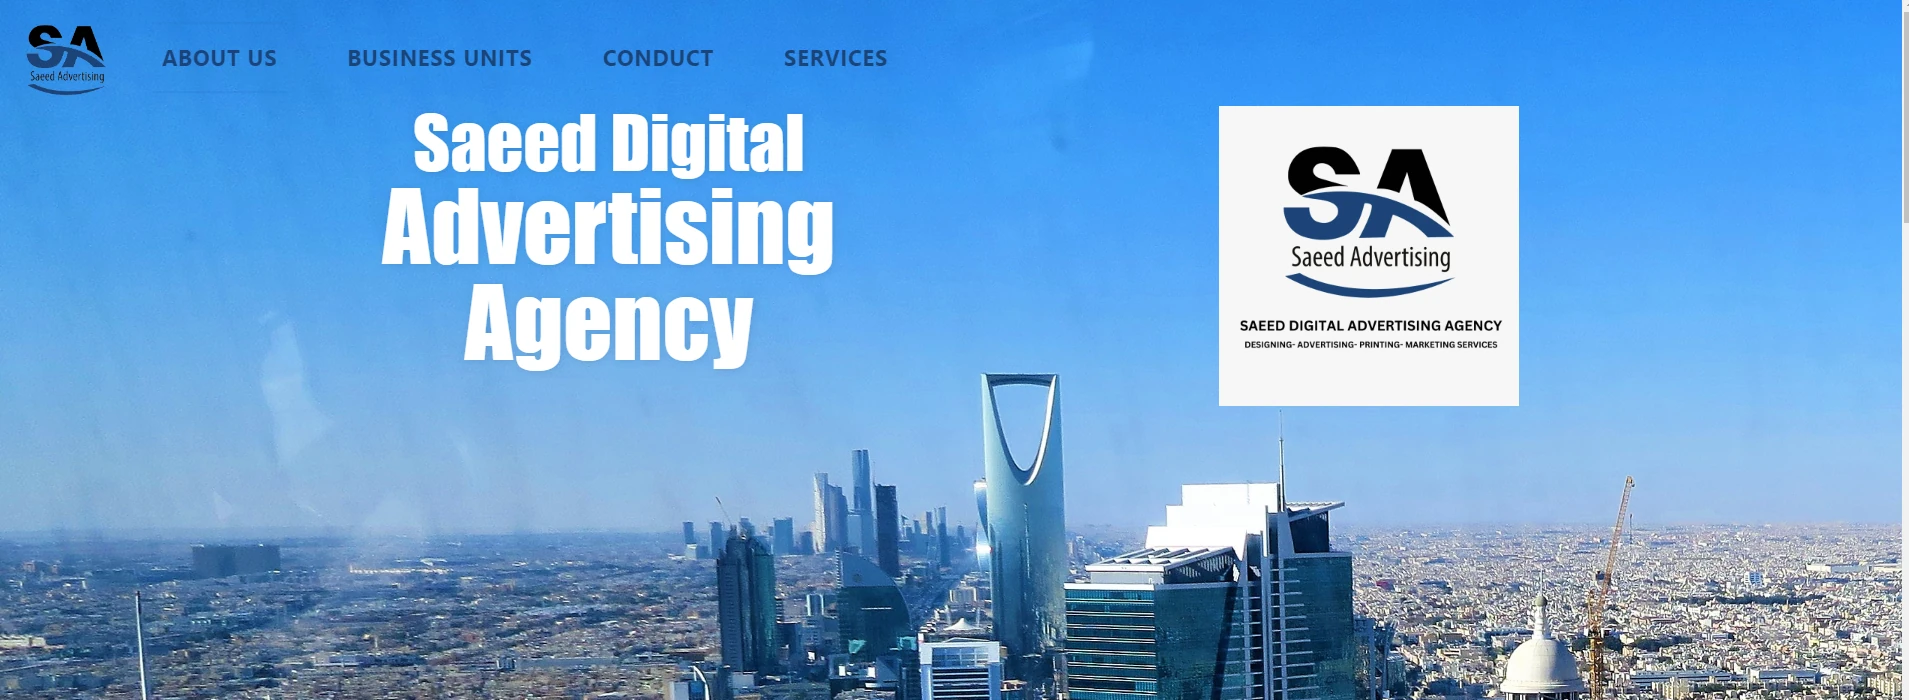 SA
Saeed Advertising
ABOUT US
BUSINESS UNITS
CONDUCT
SERVICES
Saeed Digital
Advertising
Agency
SA
Saeed Advertising
SAEED DIGITAL ADVERTISING AGENCY
DESIGNING- ADVERTISING- PRINTING- MARKETING SERVICES